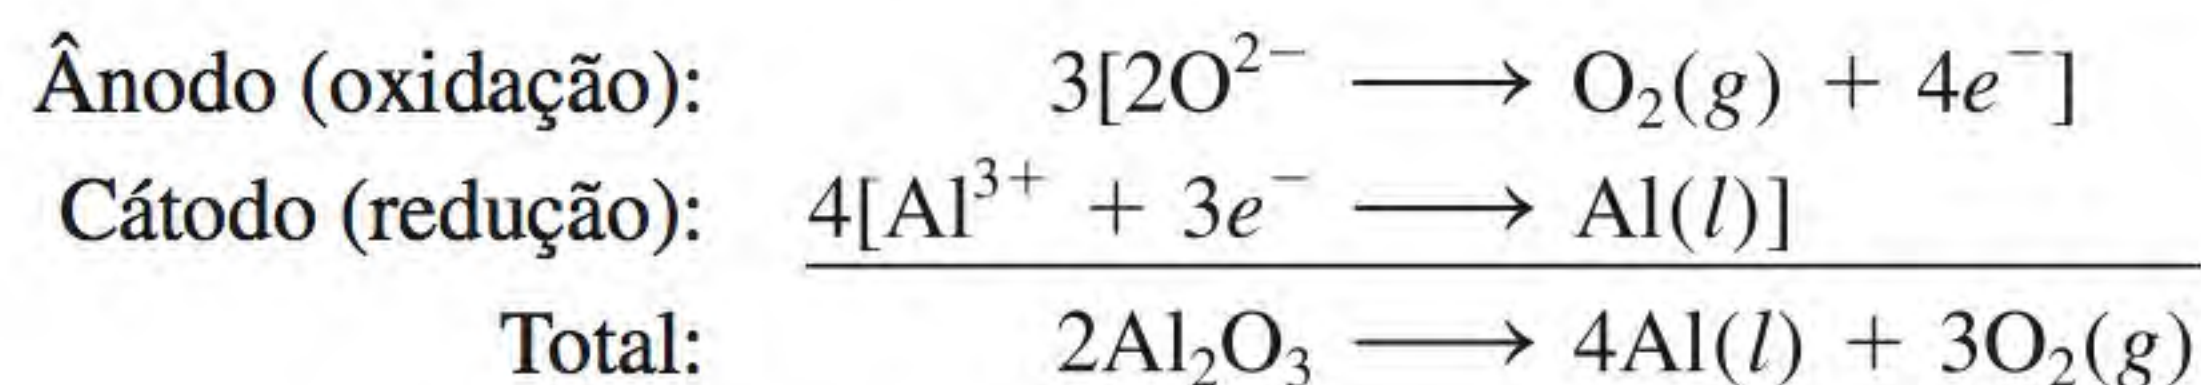 Ânodo (oxidação): 3[2O²⁻ ⟶ O₂(g) + 4e⁻]
Cátodo (redução): 4[Al³⁺ + 3e⁻ ⟶ Al(l)]
Total: 2Al₂O₃ ⟶ 4Al(l) + 3O₂(g)